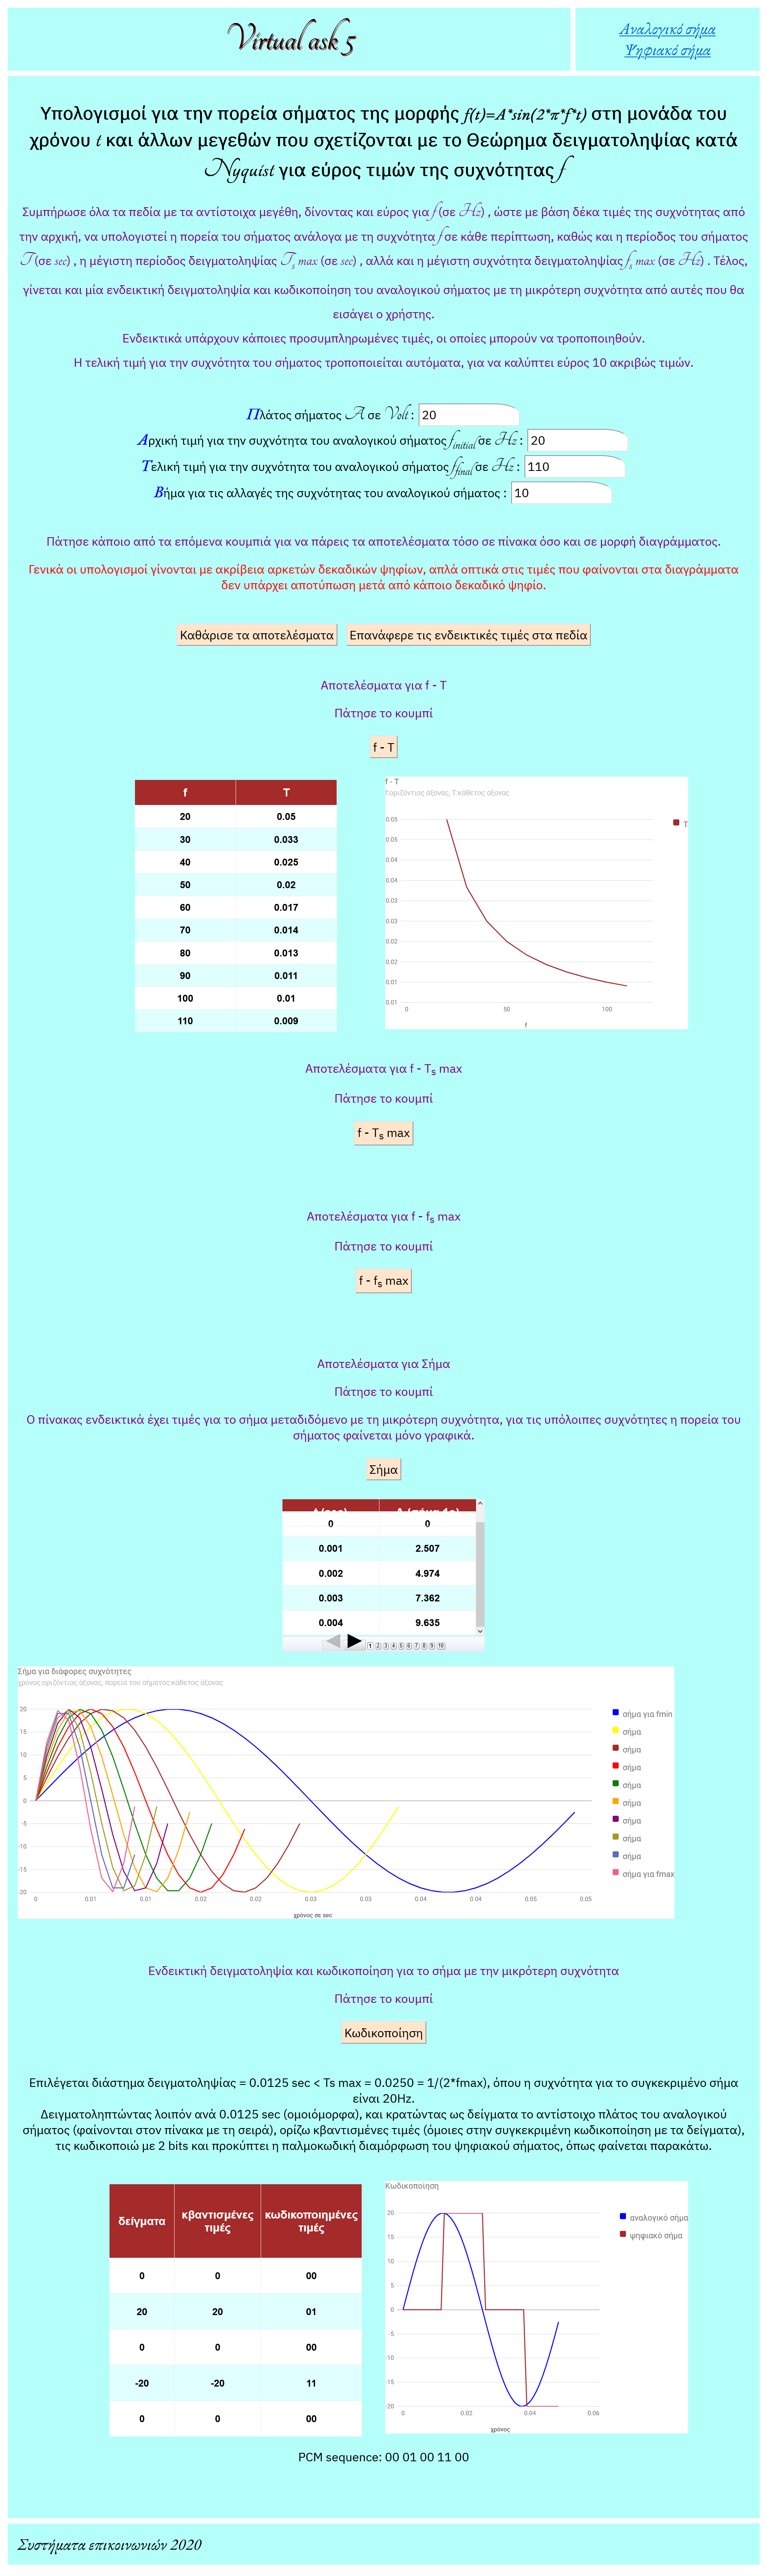 Virtual ask 5
Αναλογικό σήμα
Ψηφιακό σήμα
Υπολογισμοί για την πορεία σήματος της μορφής f(t)=A*sin(2*π*f*t) στη μονάδα του
χρόνου t και άλλων μεγεθών που σχετίζονται με το Θεώρημα δειγματοληψίας κατά
Nyquist για εύρος τιμών της συχνότητας f
Συμπήρωσε όλα τα πεδία με τα αντίστοιχα μεγέθη, δίνοντας και εύρος για f (σε Hz) , ώστε με βάση δέκα τιμές της συχνότητας από
την αρχική, να υπολογιστεί η πορεία του σήματος ανάλογα με τη συχνότητα f σε κάθε περίπτωση, καθώς και η περίοδος του σήματος
T (σε sec) , η μέγιστη περίοδος δειγματοληψίας Ts max (σε sec) , αλλά και η μέγιστη συχνότητα δειγματοληψίας fs max (σε Hz) . Τέλος,
γίνεται και μία ενδεικτική δειγματοληψία και κωδικοποίηση του αναλογικού σήματος με τη μικρότερη συχνότητα από αυτές που θα
εισάγει ο χρήστης.
Ενδεικτικά υπάρχουν κάποιες προσυμπληρωμένες τιμές, οι οποίες μπορούν να τροποποιηθούν.
Η τελική τιμή για την συχνότητα του σήματος τροποποιείται αυτόματα, για να καλύπτει εύρος 10 ακριβώς τιμών.
Πλάτος σήματος A σε Volt : 20
Αρχική τιμή για την συχνότητα του αναλογικού σήματος finitial σε Hz : 20
Τελική τιμή για την συχνότητα του αναλογικού σήματος ffinal σε Hz : 110
Βήμα για τις αλλαγές της συχνότητας του αναλογικού σήματος : 10
Πάτησε κάποιο από τα επόμενα κουμπιά για να πάρεις τα αποτελέσματα τόσο σε πίνακα όσο και σε μορφή διαγράμματος.
Γενικά οι υπολογισμοί γίνονται με ακρίβεια αρκετών δεκαδικών ψηφίων, απλά οπτικά στις τιμές που φαίνονται στα διαγράμματα
δεν υπάρχει αποτύπωση μετά από κάποιο δεκαδικό ψηφίο.
Καθάρισε τα αποτελέσματα Επανάφερε τις ενδεικτικές τιμές στα πεδία
Αποτελέσματα για f - T
Πάτησε το κουμπί
f - T
f T
20 0.05
30 0.033
40 0.025
50 0.02
60 0.017
70 0.014
80 0.013
90 0.011
100 0.01
110 0.009
f - T
f:οριζόντιος άξονας, T:κάθετος άξονας
0.05
0.05
0.04
0.04
0.03
0.03
0.02
0.02
0.01
0.01
0 50 100
f
T
Αποτελέσματα για f - Ts max
Πάτησε το κουμπί
f - Ts max
Αποτελέσματα για f - fs max
Πάτησε το κουμπί
f - fs max
Αποτελέσματα για Σήμα
Πάτησε το κουμπί
Ο πίνακας ενδεικτικά έχει τιμές για το σήμα μεταδιδόμενο με τη μικρότερη συχνότητα, για τις υπόλοιπες συχνότητες η πορεία του
σήματος φαίνεται μόνο γραφικά.
Σήμα
0 0
0.001 2.507
0.002 4.974
0.003 7.362
0.004 9.635
1 2 3 4 5 6 7 8 9 10
Σήμα για διάφορες συχνότητες
χρόνος:οριζόντιος άξονας, πορεία του σήματος:κάθετος άξονας
20
15
10
5
0
-5
-10
-15
-20
0 0.01 0.01 0.02 0.02 0.03 0.03 0.04 0.04 0.05 0.05
χρόνος σε sec
σήμα για fmin
σήμα
σήμα
σήμα
σήμα
σήμα
σήμα
σήμα
σήμα
σήμα για fmax
Ενδεικτική δειγματοληψία και κωδικοποίηση για το σήμα με την μικρότερη συχνότητα
Πάτησε το κουμπί
Κωδικοποίηση
Επιλέγεται διάστημα δειγματοληψίας = 0.0125 sec < Ts max = 0.0250 = 1/(2*fmax), όπου η συχνότητα για το συγκεκριμένο σήμα
είναι 20Hz.
Δειγματοληπτώντας λοιπόν ανά 0.0125 sec (ομοιόμορφα), και κρατώντας ως δείγματα το αντίστοιχο πλάτος του αναλογικού
σήματος (φαίνονται στον πίνακα με τη σειρά), ορίζω κβαντισμένες τιμές (όμοιες στην συγκεκριμένη κωδικοποίηση με τα δείγματα),
τις κωδικοποιώ με 2 bits και προκύπτει η παλμοκωδική διαμόρφωση του ψηφιακού σήματος, όπως φαίνεται παρακάτω.
δείγματα κβαντισμένες τιμές κωδικοποιημένες τιμές
0 0 00
20 20 01
0 0 00
-20 -20 11
0 0 00
Κωδικοποίηση
20
15
10
5
0
-5
-10
-15
-20
0 0.02 0.04 0.06
χρόνος
αναλογικό σήμα
ψηφιακό σήμα
PCM sequence: 00 01 00 11 00
Συστήματα επικοινωνιών 2020